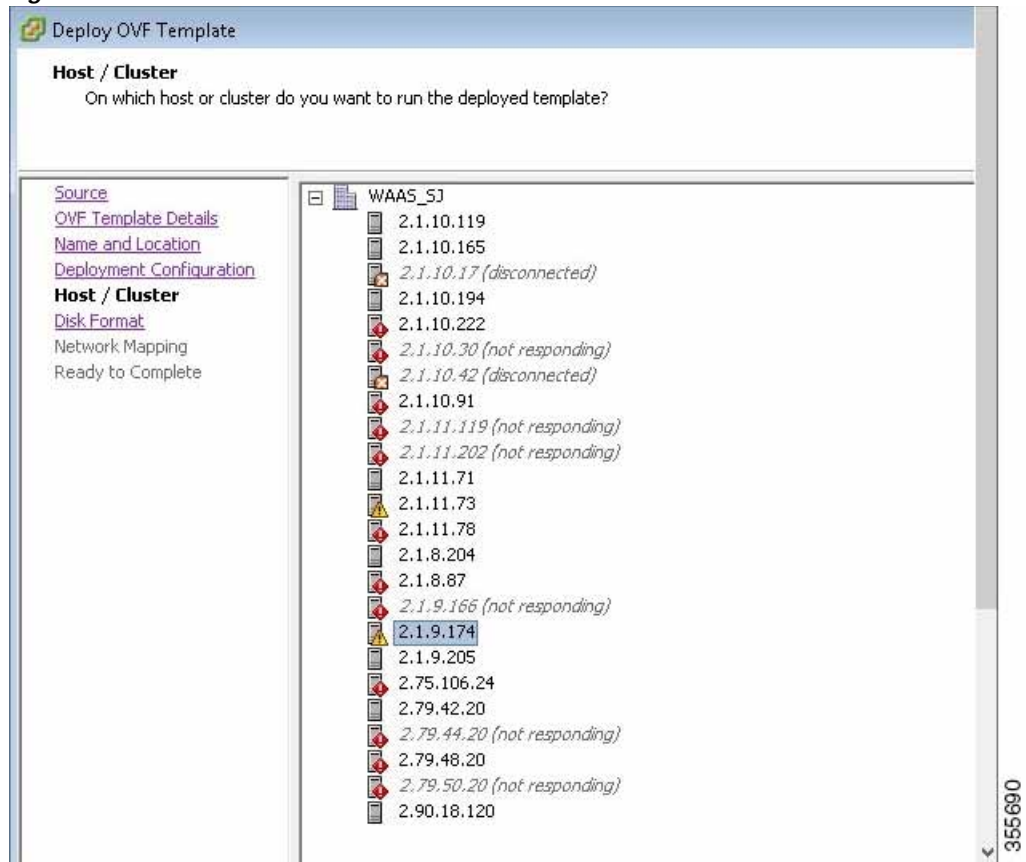 Deploy OVF Template
Host / Cluster
On which host or cluster do you want to run the deployed template?
Source
OVF Template Details
Name and Location
Deployment Configuration
Host / Cluster
Disk Format
Network Mapping
Ready to Complete
WAAS_SJ
2.1.10.119
2.1.10.165
2.1.10.17 (disconnected)
2.1.10.194
2.1.10.222
2.1.10.30 (not responding)
2.1.10.42 (disconnected)
2.1.10.91
2.1.11.119 (not responding)
2.1.11.202 (not responding)
2.1.11.71
2.1.11.73
2.1.11.78
2.1.8.204
2.1.8.87
2.1.9.166 (not responding)
2.1.9.174
2.1.9.205
2.75.106.24
2.79.42.20
2.79.44.20 (not responding)
2.79.48.20
2.79.50.20 (not responding)
2.90.18.120
355690